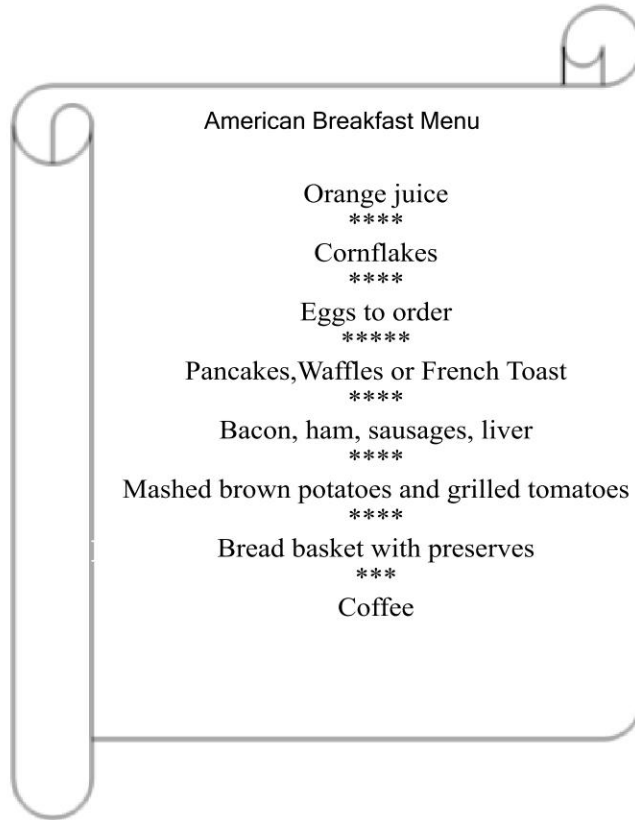 American Breakfast Menu
Orange juice
****
Cornflakes
****
Eggs to order
*****
Pancakes,Waffles or French Toast
****
Bacon, ham, sausages, liver
****
Mashed brown potatoes and grilled tomatoes
****
Bread basket with preserves
***
Coffee